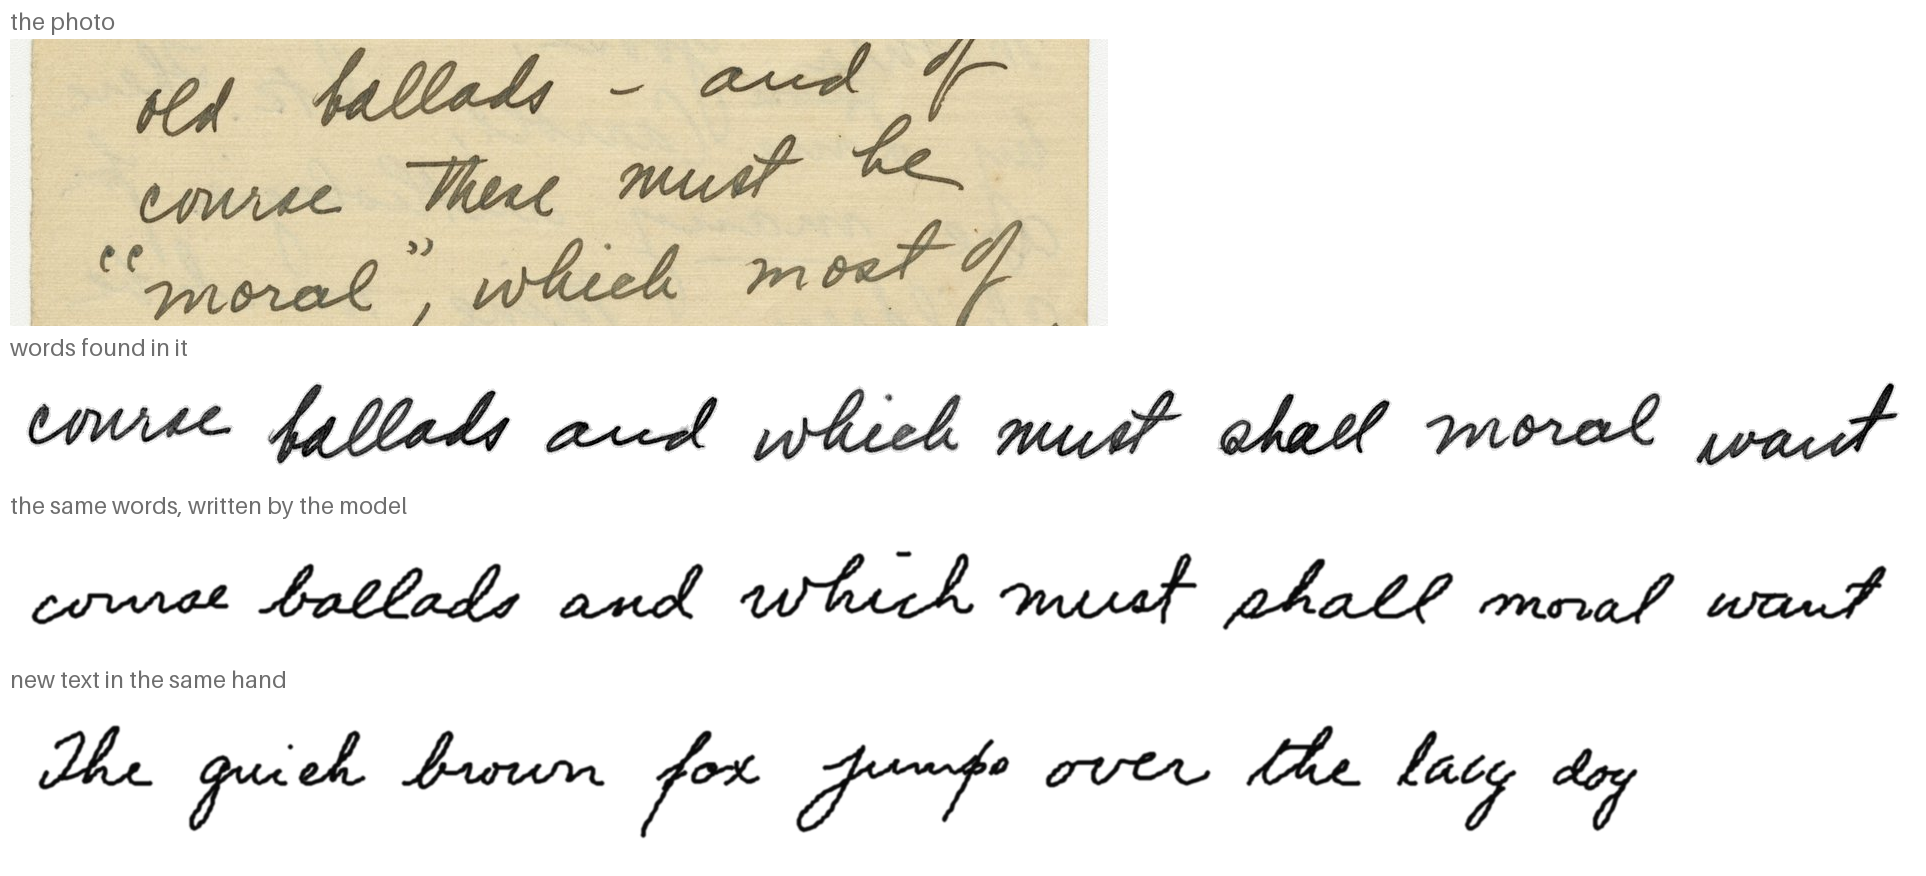 the photo
old ballads - and of
course these must be
"moral", which most of
words found in it
course ballads and which must shall moral want
the same words, written by the model
course ballads and which must shall moral want
new text in the same hand
The quick brown fox jumps over the lazy dog